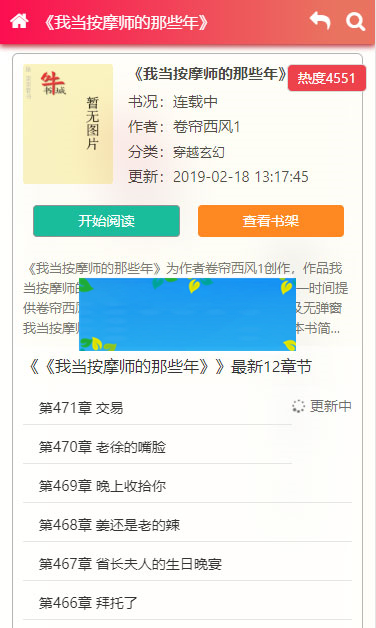 《我当按摩师的那些年》
《我当按摩师的那些年》
热度4551
牛
书城
暂无图片
书况：连载中
作者：卷帘西风1
分类：穿越玄幻
更新：2019-02-18 13:17:45
开始阅读
查看书架
《我当按摩师的那些年》为作者卷帘西风1创作，作品我
当按摩师
一时间提
供卷帘西风
及无弹窗
我当按摩师
本书简...
《《我当按摩师的那些年》》最新12章节
第471章 交易
更新中
第470章 老徐的嘴脸
第469章 晚上收拾你
第468章 姜还是老的辣
第467章 省长夫人的生日晚宴
第466章 拜托了